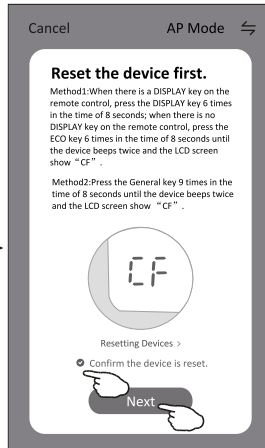 Cancel AP Mode
Reset the device first.
Method1:When there is a DISPLAY key on the
remote control, press the DISPLAY key 6 times
in the time of 8 seconds; when there is no
DISPLAY key on the remote control, press the
ECO key 6 times in the time of 8 seconds until
the device beeps twice and the LCD screen
show “CF”.
Method2:Press the General key 9 times in the
time of 8 seconds until the device beeps twice
and the LCD screen show “CF”.
CF
Resetting Devices >
Confirm the device is reset.
Next